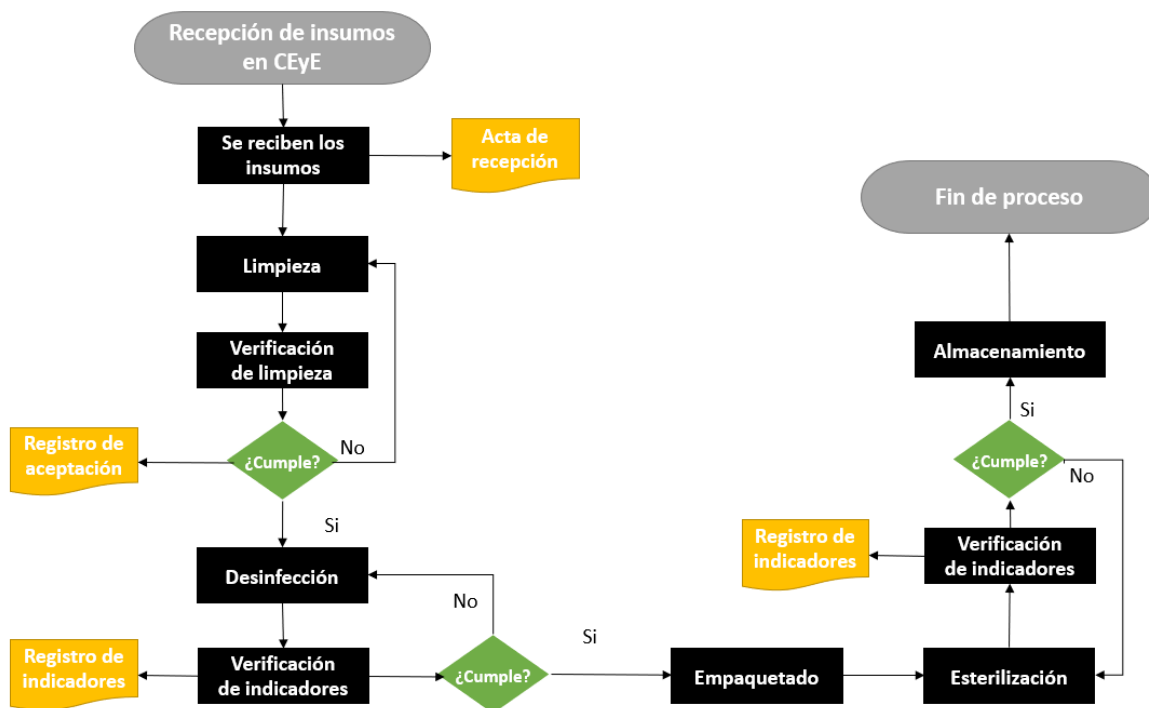 Recepción de insumos
en CEyE
Se reciben los
insumos
Acta de
recepción
Limpieza
Verificación
de limpieza
¿Cumple?
No
Registro de
aceptación
Si
Desinfección
No
Verificación
de indicadores
Registro de
indicadores
¿Cumple?
Si
Empaquetado
Esterilización
Verificación
de indicadores
Registro de
indicadores
¿Cumple?
No
Si
Almacenamiento
Fin de proceso